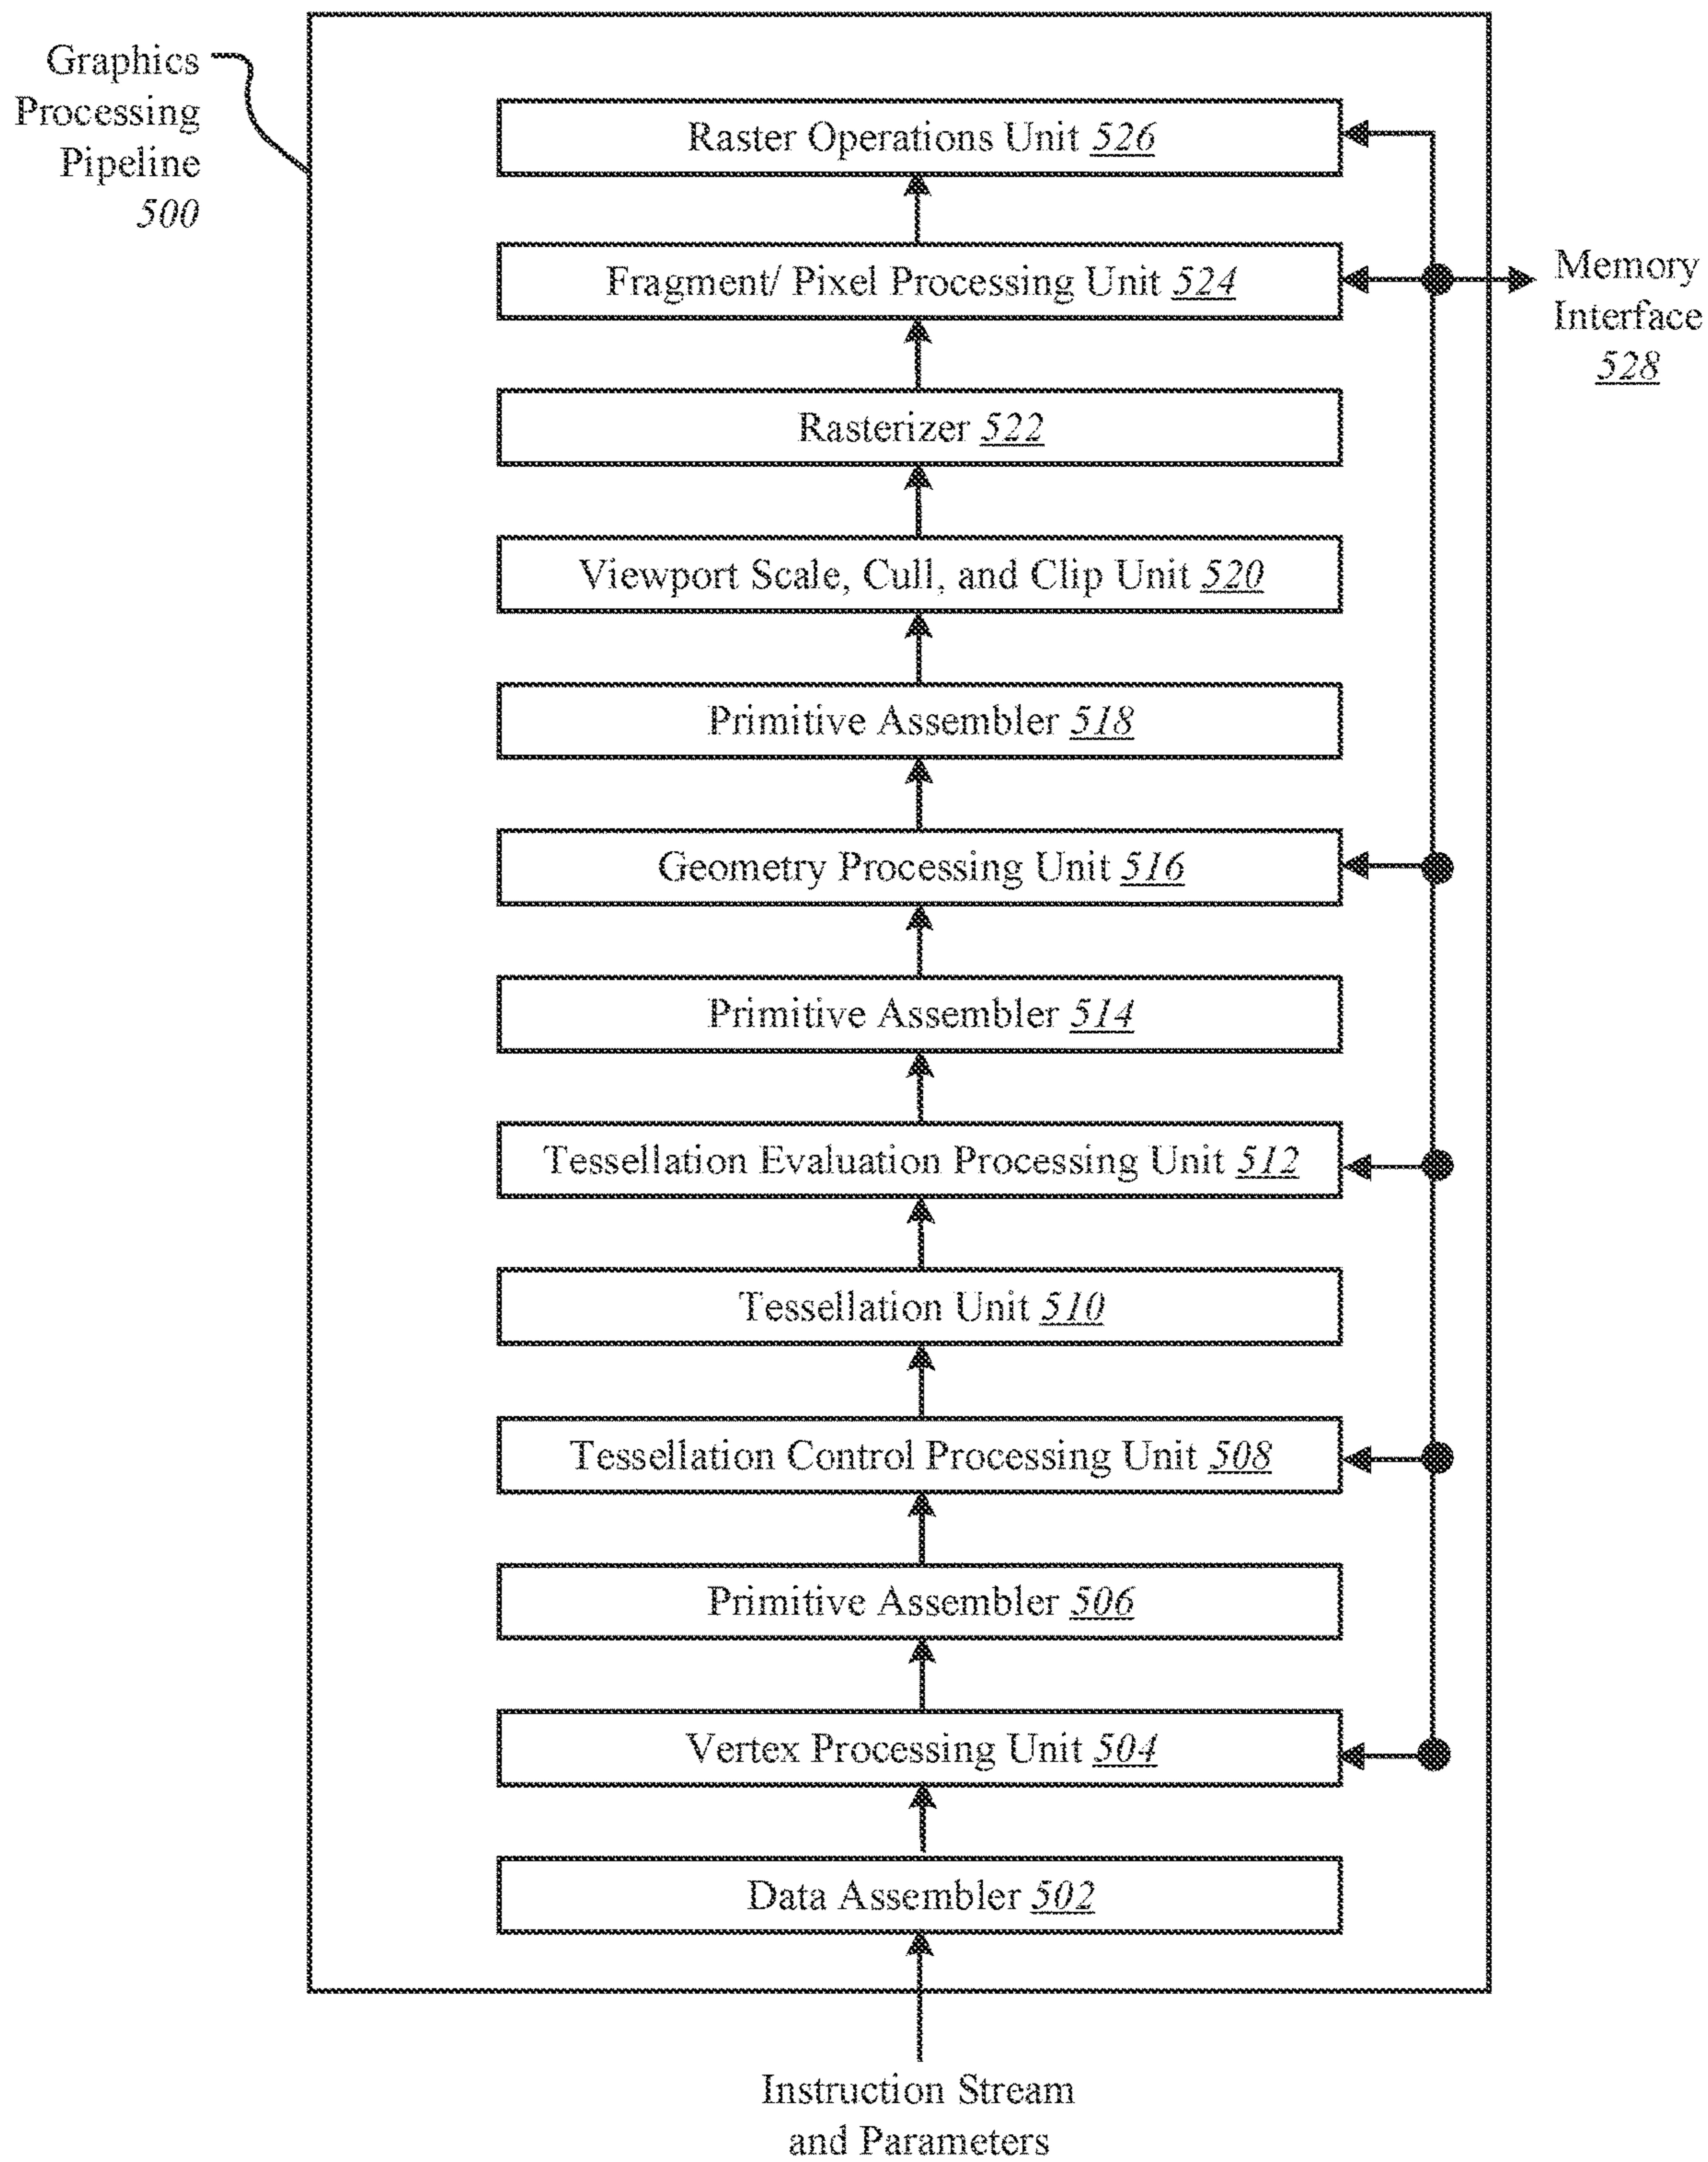 Graphics
Processing
Pipeline
500
Raster Operations Unit 526
Fragment/ Pixel Processing Unit 524
Memory
Interface
528
Rasterizer 522
Viewport Scale, Cull, and Clip Unit 520
Primitive Assembler 518
Geometry Processing Unit 516
Primitive Assembler 514
Tessellation Evaluation Processing Unit 512
Tessellation Unit 510
Tessellation Control Processing Unit 508
Primitive Assembler 506
Vertex Processing Unit 504
Data Assembler 502
Instruction Stream
and Parameters